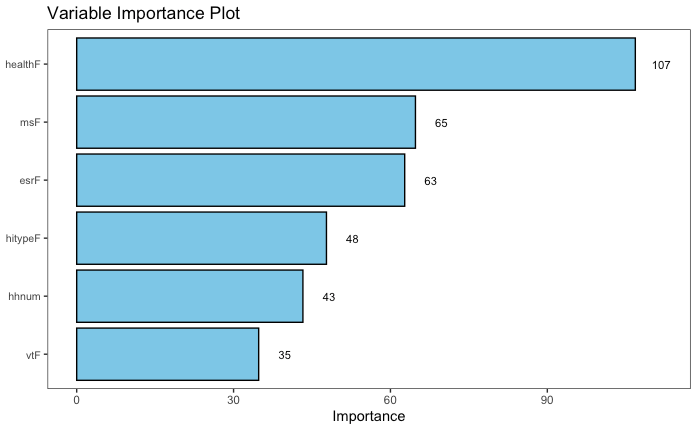 Variable Importance Plot
healthF
107
msF
65
esrF
63
hitypeF
48
hhnum
43
vtF
35
0 30 60 90
Importance